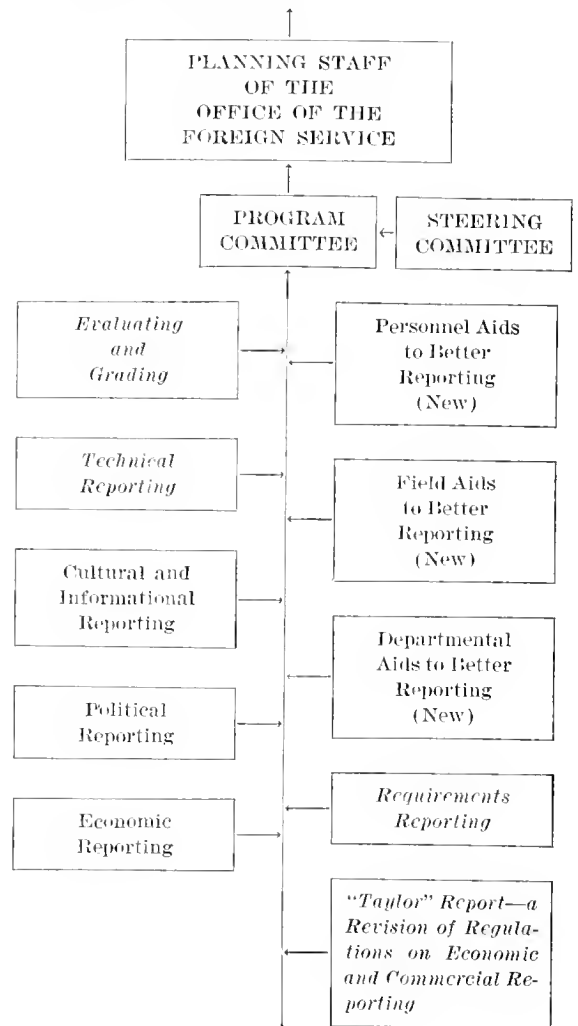 PLANNING STAFF
OF THE
OFFICE OF THE
FOREIGN SERVICE
PROGRAM
COMMITTEE
STEERING
COMMITTEE
Evaluating
and
Grading
Personnel Aids
to Better
Reporting
(New)
Technical
Reporting
Field Aids
to Better
Reporting
(New)
Cultural and
Informational
Reporting
Departmental
Aids to Better
Reporting
(New)
Political
Reporting
Requirements
Reporting
Economic
Reporting
"Taylor" Report—a
Revision of Regula-
tions on Economic
and Commercial Re-
porting